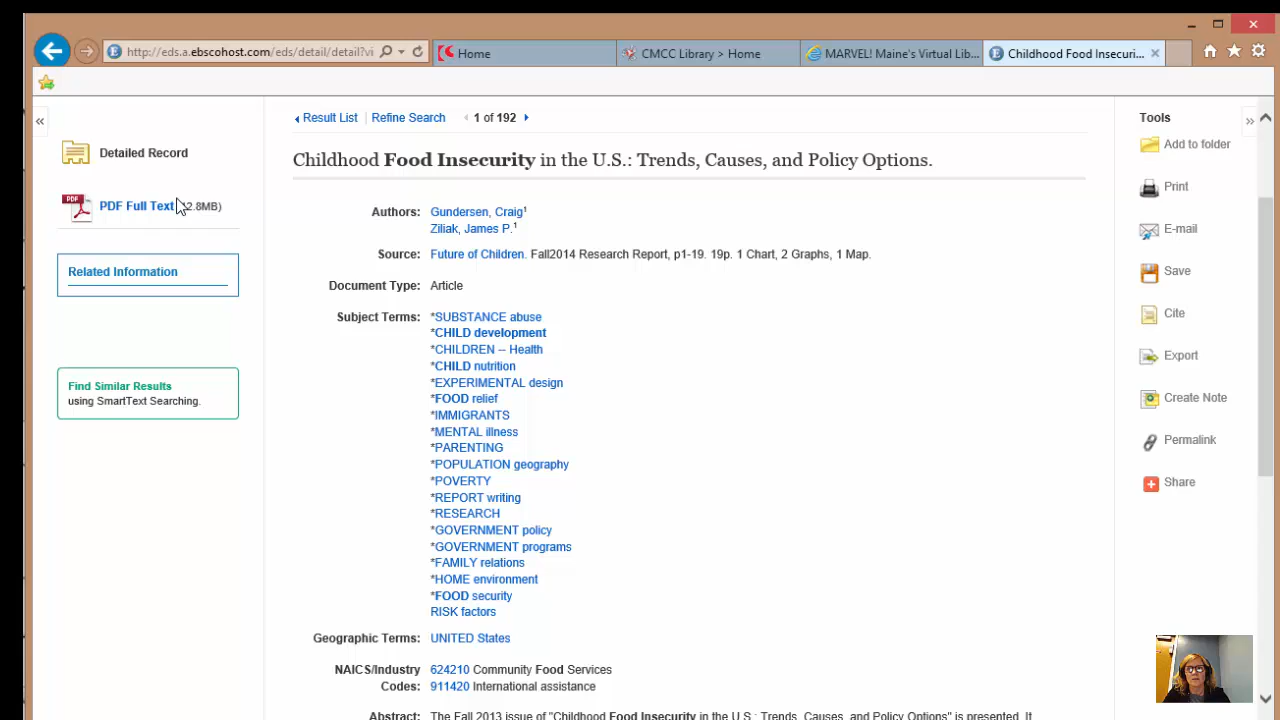 http://eds.a.ebscohost.com/eds/detail/detail?vi
Home
CMCC Library > Home
MARVEL! Maine's Virtual Lib...
Childhood Food Insecuri...
«
Result List | Refine Search 1 of 192
Tools
»
Detailed Record
Childhood Food Insecurity in the U.S.: Trends, Causes, and Policy Options.
Add to folder
PDF Full Text 2.8MB)
Print
Authors: Gundersen, Craig¹
Ziliak, James P.¹
E-mail
Source: Future of Children. Fall2014 Research Report, p1-19. 19p. 1 Chart, 2 Graphs, 1 Map.
Related Information
Save
Document Type: Article
Subject Terms: *SUBSTANCE abuse
Cite
*CHILD development
*CHILDREN -- Health
Export
*CHILD nutrition
*EXPERIMENTAL design
Find Similar Results
using SmartText Searching.
*FOOD relief
Create Note
*IMMIGRANTS
*MENTAL illness
Permalink
*PARENTING
*POPULATION geography
*POVERTY
Share
*REPORT writing
*RESEARCH
*GOVERNMENT policy
*GOVERNMENT programs
*FAMILY relations
*HOME environment
*FOOD security
RISK factors
Geographic Terms: UNITED States
NAICS/Industry 624210 Community Food Services
Codes: 911420 International assistance
Abstract: The Fall 2013 issue of "Childhood Food Insecurity in the U.S.: Trends, Causes, and Policy Options" is presented. It